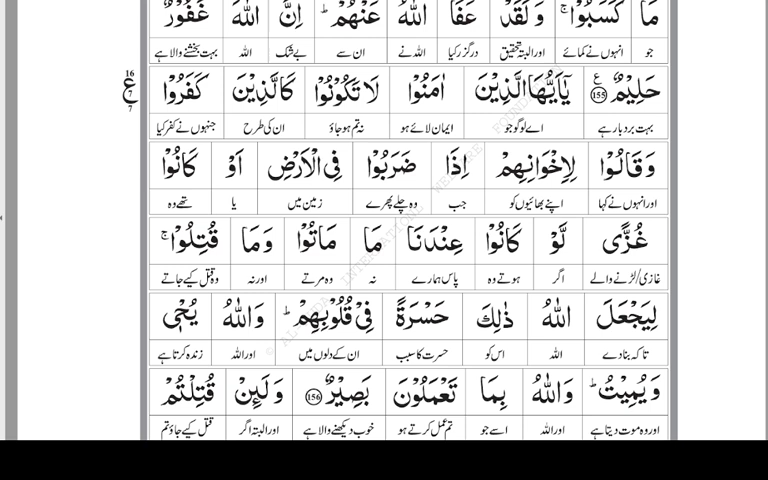 مَا كَسَبُوْا ۚ وَ لَقَدْ عَفَا اللّٰهُ عَنْهُمْ ؕ اِنَّ اللّٰهَ غَفُوْرٌ
جو انہوں نے کمائے اور البتہ تحقیق درگزر کیا اللہ نے ان سے بےشک اللہ بہت بخشنے والا ہے
حَلِيْمٌ ۧ 155 يٰۤاَيُّهَا الَّذِيْنَ اٰمَنُوْا لَا تَكُوْنُوْا كَالَّذِيْنَ كَفَرُوْا
بہت بردبار ہے اے لوگو جو ایمان لائے ہو نہ تم ہو جاؤ ان کی طرح جنہوں نے کفر کیا
وَقَالُوْا لِاِخْوَانِهِمْ اِذَا ضَرَبُوْا فِي الْاَرْضِ اَوْ كَانُوْا
اور انہوں نے کہا اپنے بھائیوں کو جب وہ چلے پھرے زمین میں یا تھے وہ
غُزًّى لَّوْ كَانُوْا عِنْدَنَا مَا مَاتُوْا وَمَا قُتِلُوْا ۚ
غازی/لڑنے والے اگر ہوتے وہ پاس ہمارے نہ وہ مرتے اور نہ وہ قتل کیے جاتے
لِيَجْعَلَ اللّٰهُ ذٰلِكَ حَسْرَةً فِيْ قُلُوْبِهِمْ ؕ وَاللّٰهُ يُحْيٖ
تاکہ بنا دے اللہ اس کو حسرت کا سبب ان کے دلوں میں اور اللہ زندہ کرتا ہے
وَ يُمِيْتُ ؕ وَاللّٰهُ بِمَا تَعْمَلُوْنَ بَصِيْرٌ 156 وَ لَئِنْ قُتِلْتُمْ
اور وہ موت دیتا ہے اور اللہ اسے جو تم عمل کرتے ہو خوب دیکھنے والا ہے اور البتہ اگر قتل کیے جاؤ تم